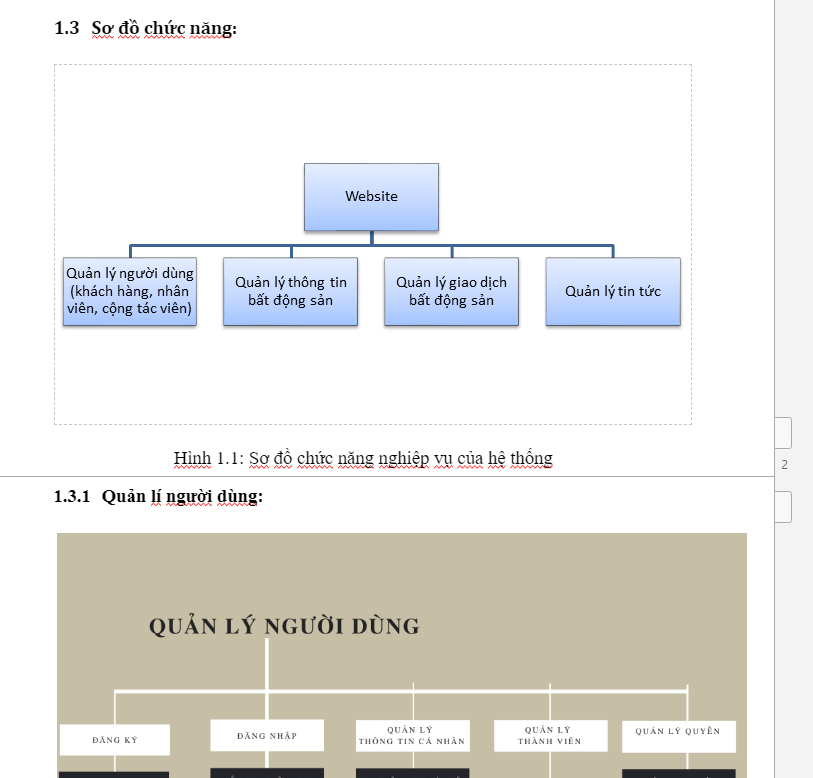 1.3 Sơ đồ chức năng:
Website
Quản lý người dùng
(khách hàng, nhân
viên, cộng tác viên)
Quản lý thông tin
bất động sản
Quản lý giao dịch
bất động sản
Quản lý tin tức
Hình 1.1: Sơ đồ chức năng nghiệp vụ của hệ thống
2
1.3.1 Quản lí người dùng:
QUẢN LÝ NGƯỜI DÙNG
ĐĂNG KÝ
ĐĂNG NHẬP
QUẢN LÝ
THÔNG TIN CÁ NHÂN
QUẢN LÝ
THÀNH VIÊN
QUẢN LÝ QUYỀN